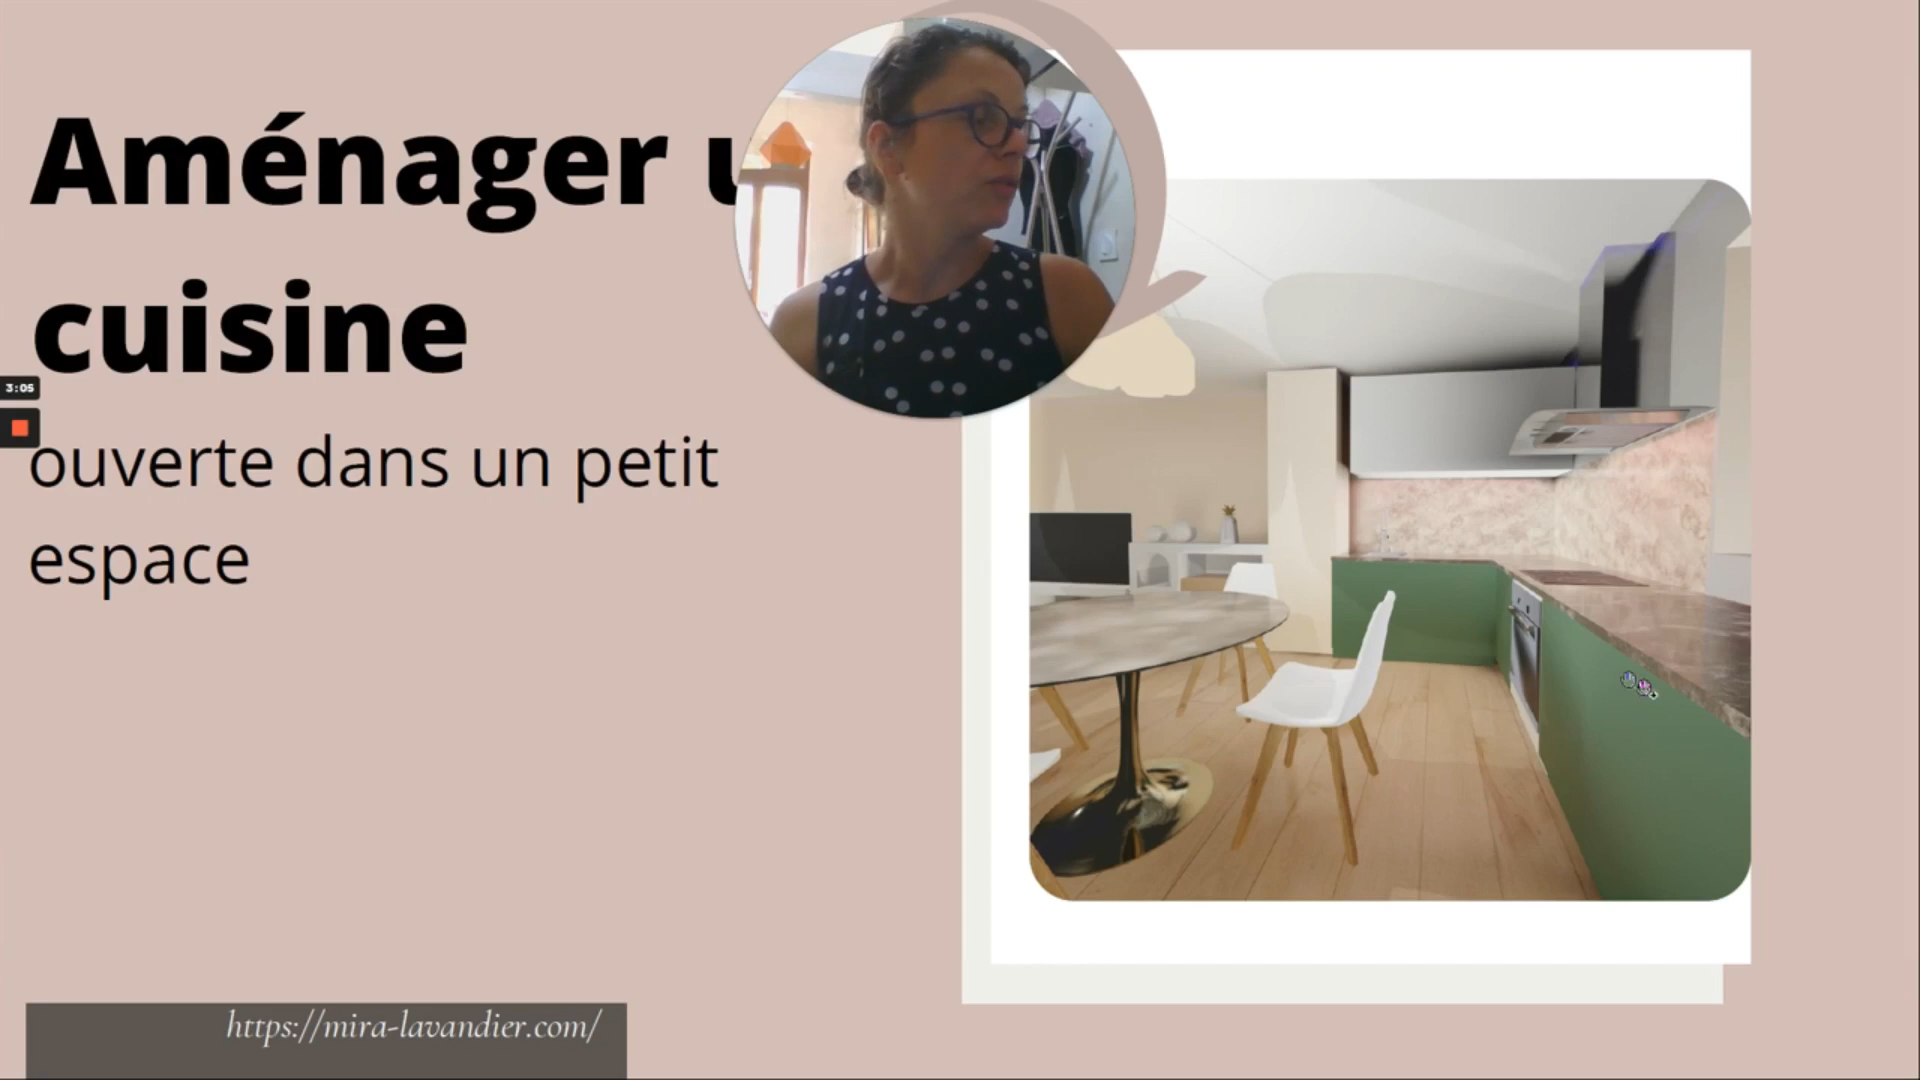 Aménager
cuisine
3:05
ouverte dans un petit
espace
https://mira-lavandier.com/